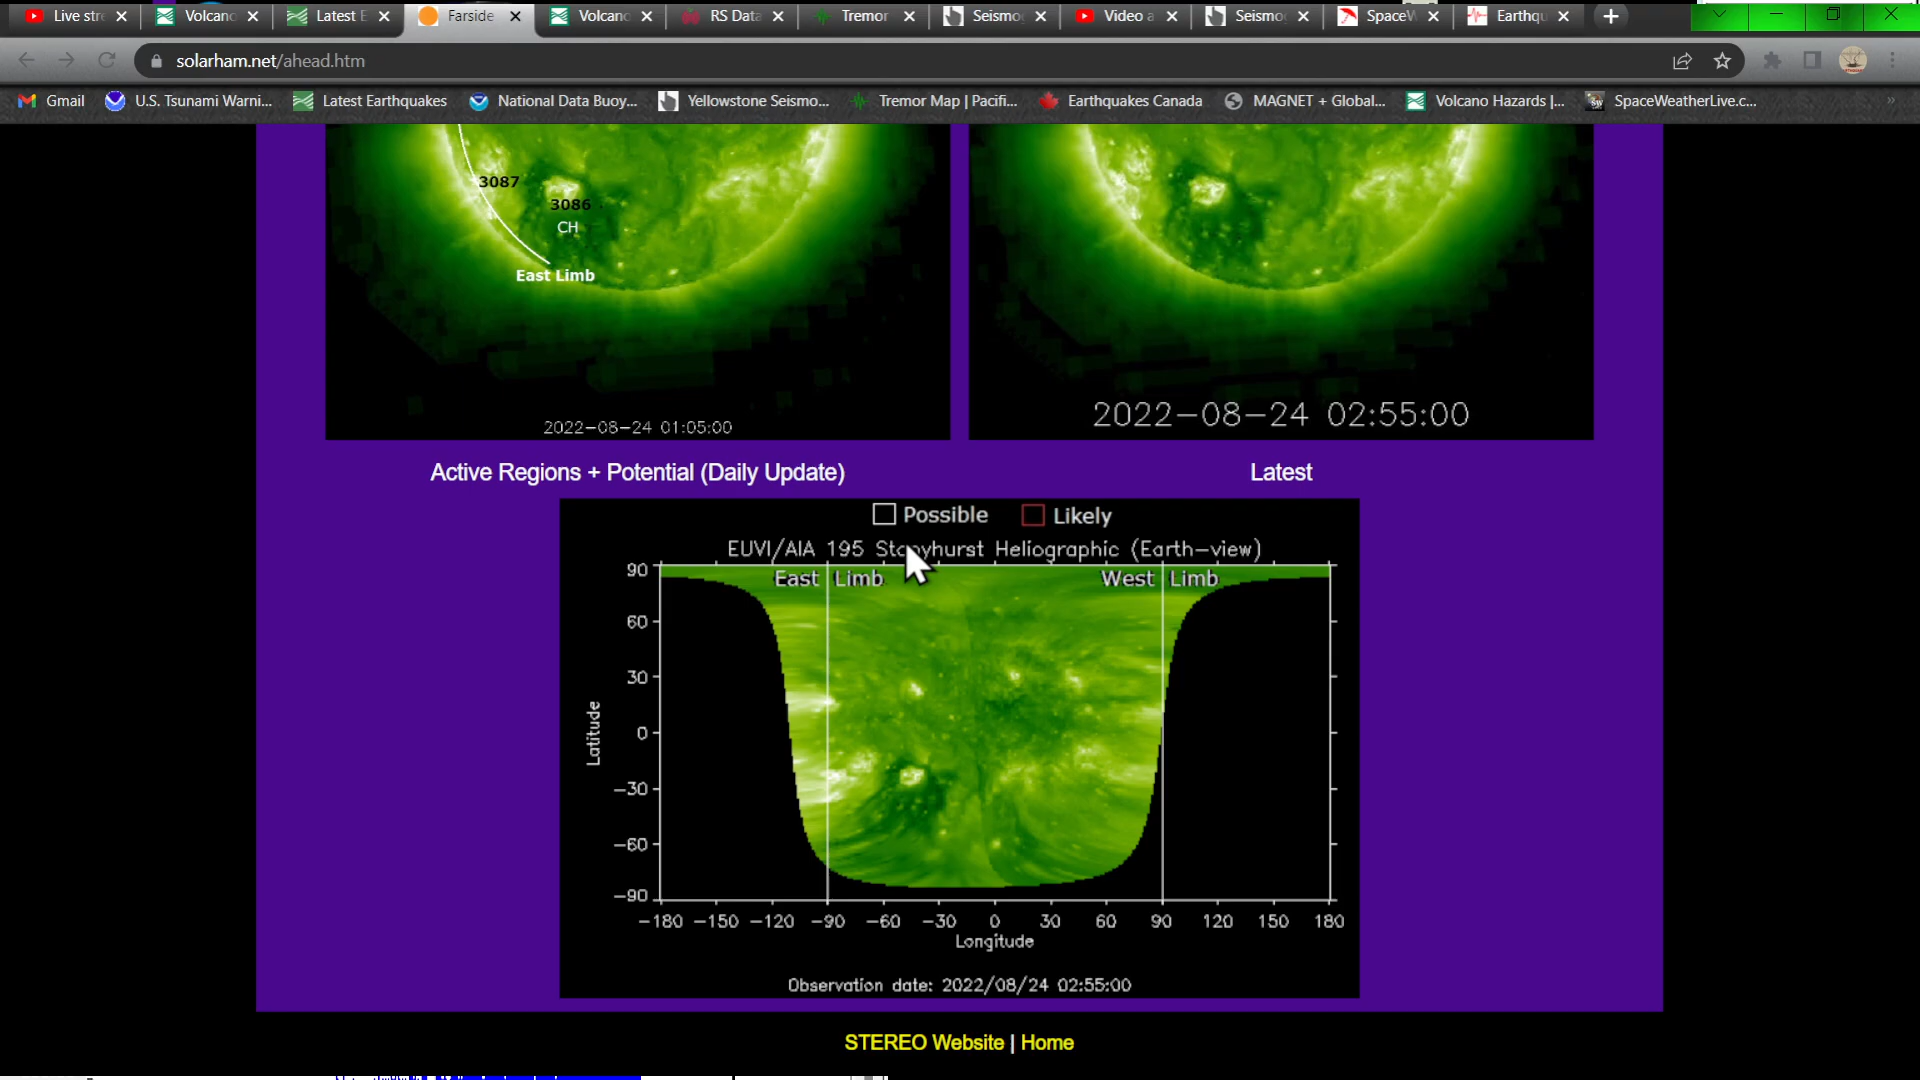 Live stre
Volcano
Latest E
Farside
Volcano
RS Data
Tremor
Seismo
Video a
Seismo
SpaceW
Earthqu
solarham.net/ahead.htm
Gmail
U.S. Tsunami Warni...
Latest Earthquakes
National Data Buoy...
Yellowstone Seismo...
Tremor Map | Pacifi...
Earthquakes Canada
MAGNET + Global...
Volcano Hazards |...
SpaceWeatherLive.c...
3087
3086
CH
East Limb
2022-08-24 01:05:00
2022-08-24 02:55:00
Active Regions + Potential (Daily Update)
Latest
Possible
Likely
EUVI/AIA 195 Stonyhurst Heliographic (Earth-view)
East Limb
West Limb
90
60
30
0
-30
-60
-90
Latitude
-180 -150 -120 -90 -60 -30 0 30 60 90 120 150 180
Longitude
Observation date: 2022/08/24 02:55:00
STEREO Website | Home